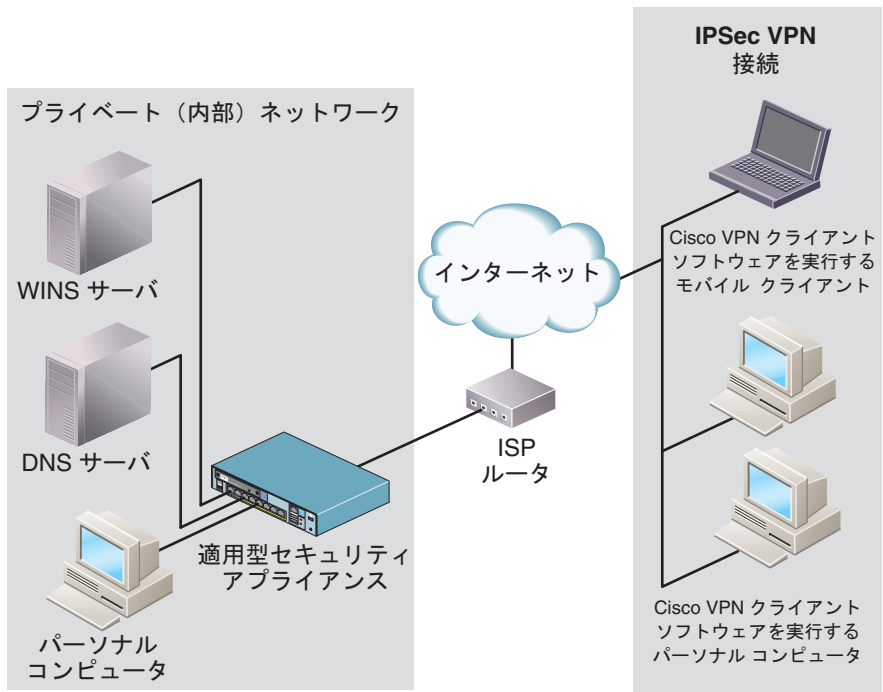 プライベート（内部）ネットワーク
WINS サーバ
DNS サーバ
パーソナル
コンピュータ
適用型セキュリティ
アプライアンス
インターネット
ISP
ルータ
IPSec VPN
接続
Cisco VPN クライアント
ソフトウェアを実行する
モバイル クライアント
Cisco VPN クライアント
ソフトウェアを実行する
パーソナル コンピュータ